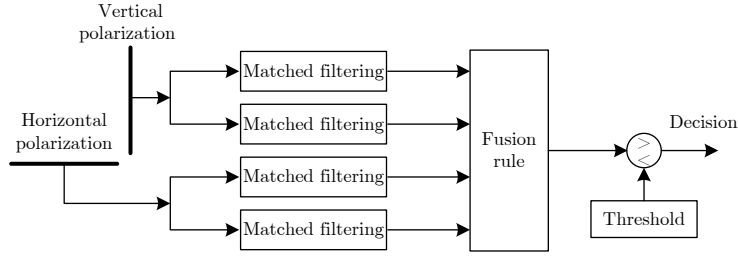 Vertical
polarization
Horizontal
polarization
Matched filtering
Matched filtering
Matched filtering
Matched filtering
Fusion
rule
>
<
Decision
Threshold